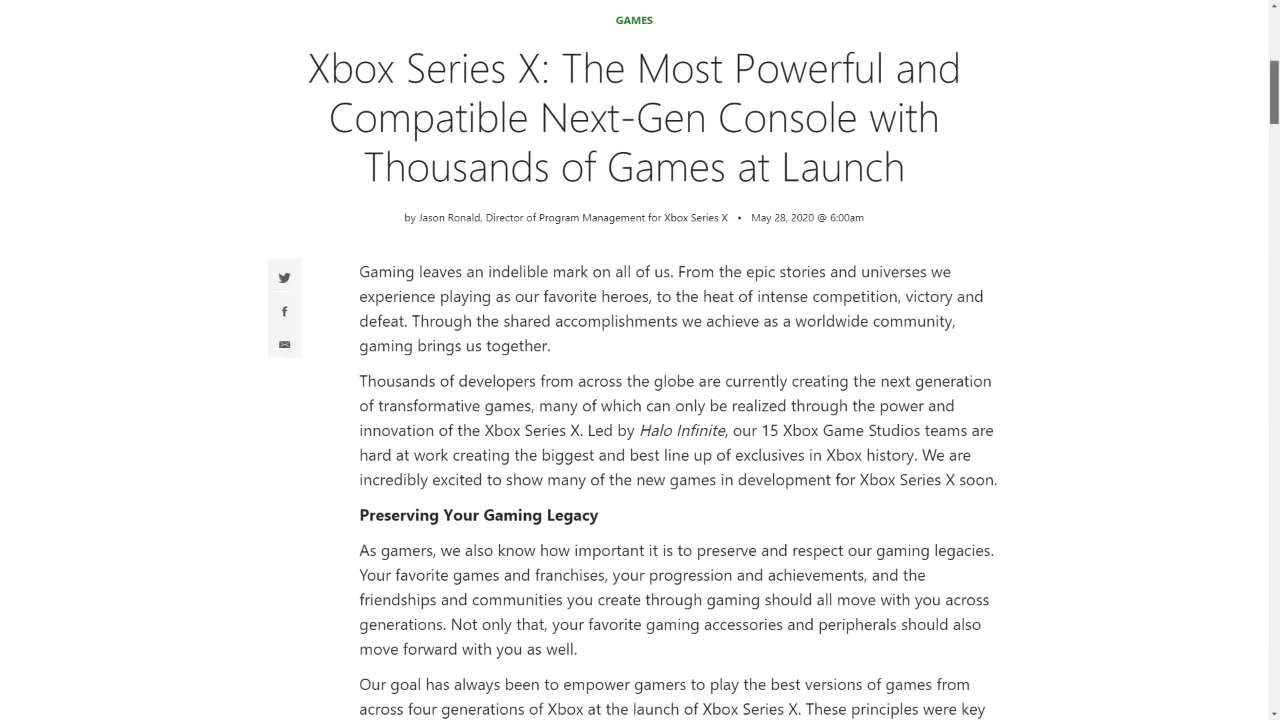 GAMES
Xbox Series X: The Most Powerful and
Compatible Next-Gen Console with
Thousands of Games at Launch
by Jason Ronald, Director of Program Management for Xbox Series X • May 28, 2020 @ 6:00am
Gaming leaves an indelible mark on all of us. From the epic stories and universes we
experience playing as our favorite heroes, to the heat of intense competition, victory and
defeat. Through the shared accomplishments we achieve as a worldwide community,
gaming brings us together.
Thousands of developers from across the globe are currently creating the next generation
of transformative games, many of which can only be realized through the power and
innovation of the Xbox Series X. Led by Halo Infinite, our 15 Xbox Game Studios teams are
hard at work creating the biggest and best line up of exclusives in Xbox history. We are
incredibly excited to show many of the new games in development for Xbox Series X soon.
Preserving Your Gaming Legacy
As gamers, we also know how important it is to preserve and respect our gaming legacies.
Your favorite games and franchises, your progression and achievements, and the
friendships and communities you create through gaming should all move with you across
generations. Not only that, your favorite gaming accessories and peripherals should also
move forward with you as well.
Our goal has always been to empower gamers to play the best versions of games from
across four generations of Xbox at the launch of Xbox Series X. These principles were key